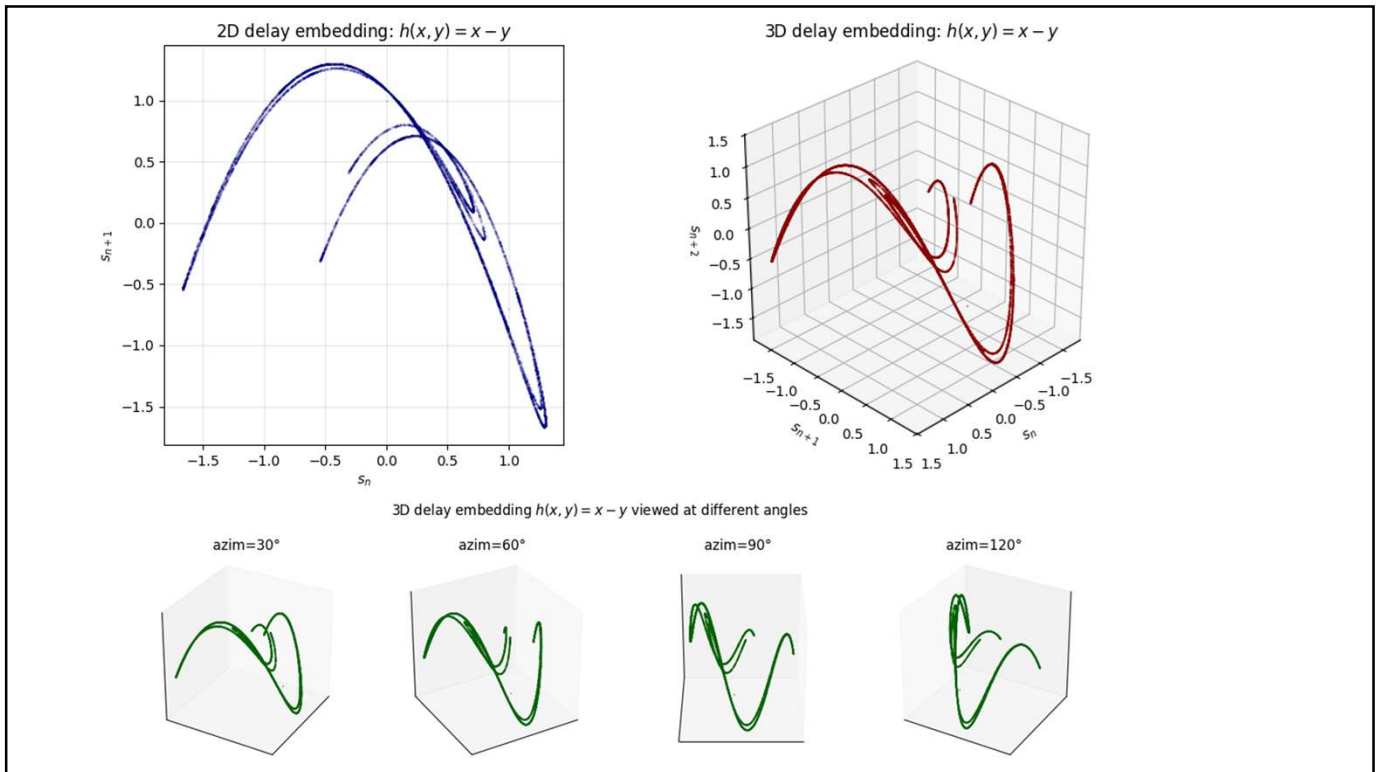 2D delay embedding: h(x, y) = x − y
1.0
0.5
0.0
−0.5
−1.0
−1.5
s_{n+1}
−1.5 −1.0 −0.5 0.0 0.5 1.0
s_n
3D delay embedding: h(x, y) = x − y
1.5
1.0
0.5
0.0
−0.5
−1.0
−1.5
s_{n+2}
−1.5
−1.0
−0.5
0.0
0.5
1.0
1.5
s_{n+1}
1.5
1.0
0.5
0.0
−0.5
−1.0
−1.5
s_n
3D delay embedding h(x, y) = x − y viewed at different angles
azim=30° azim=60° azim=90° azim=120°